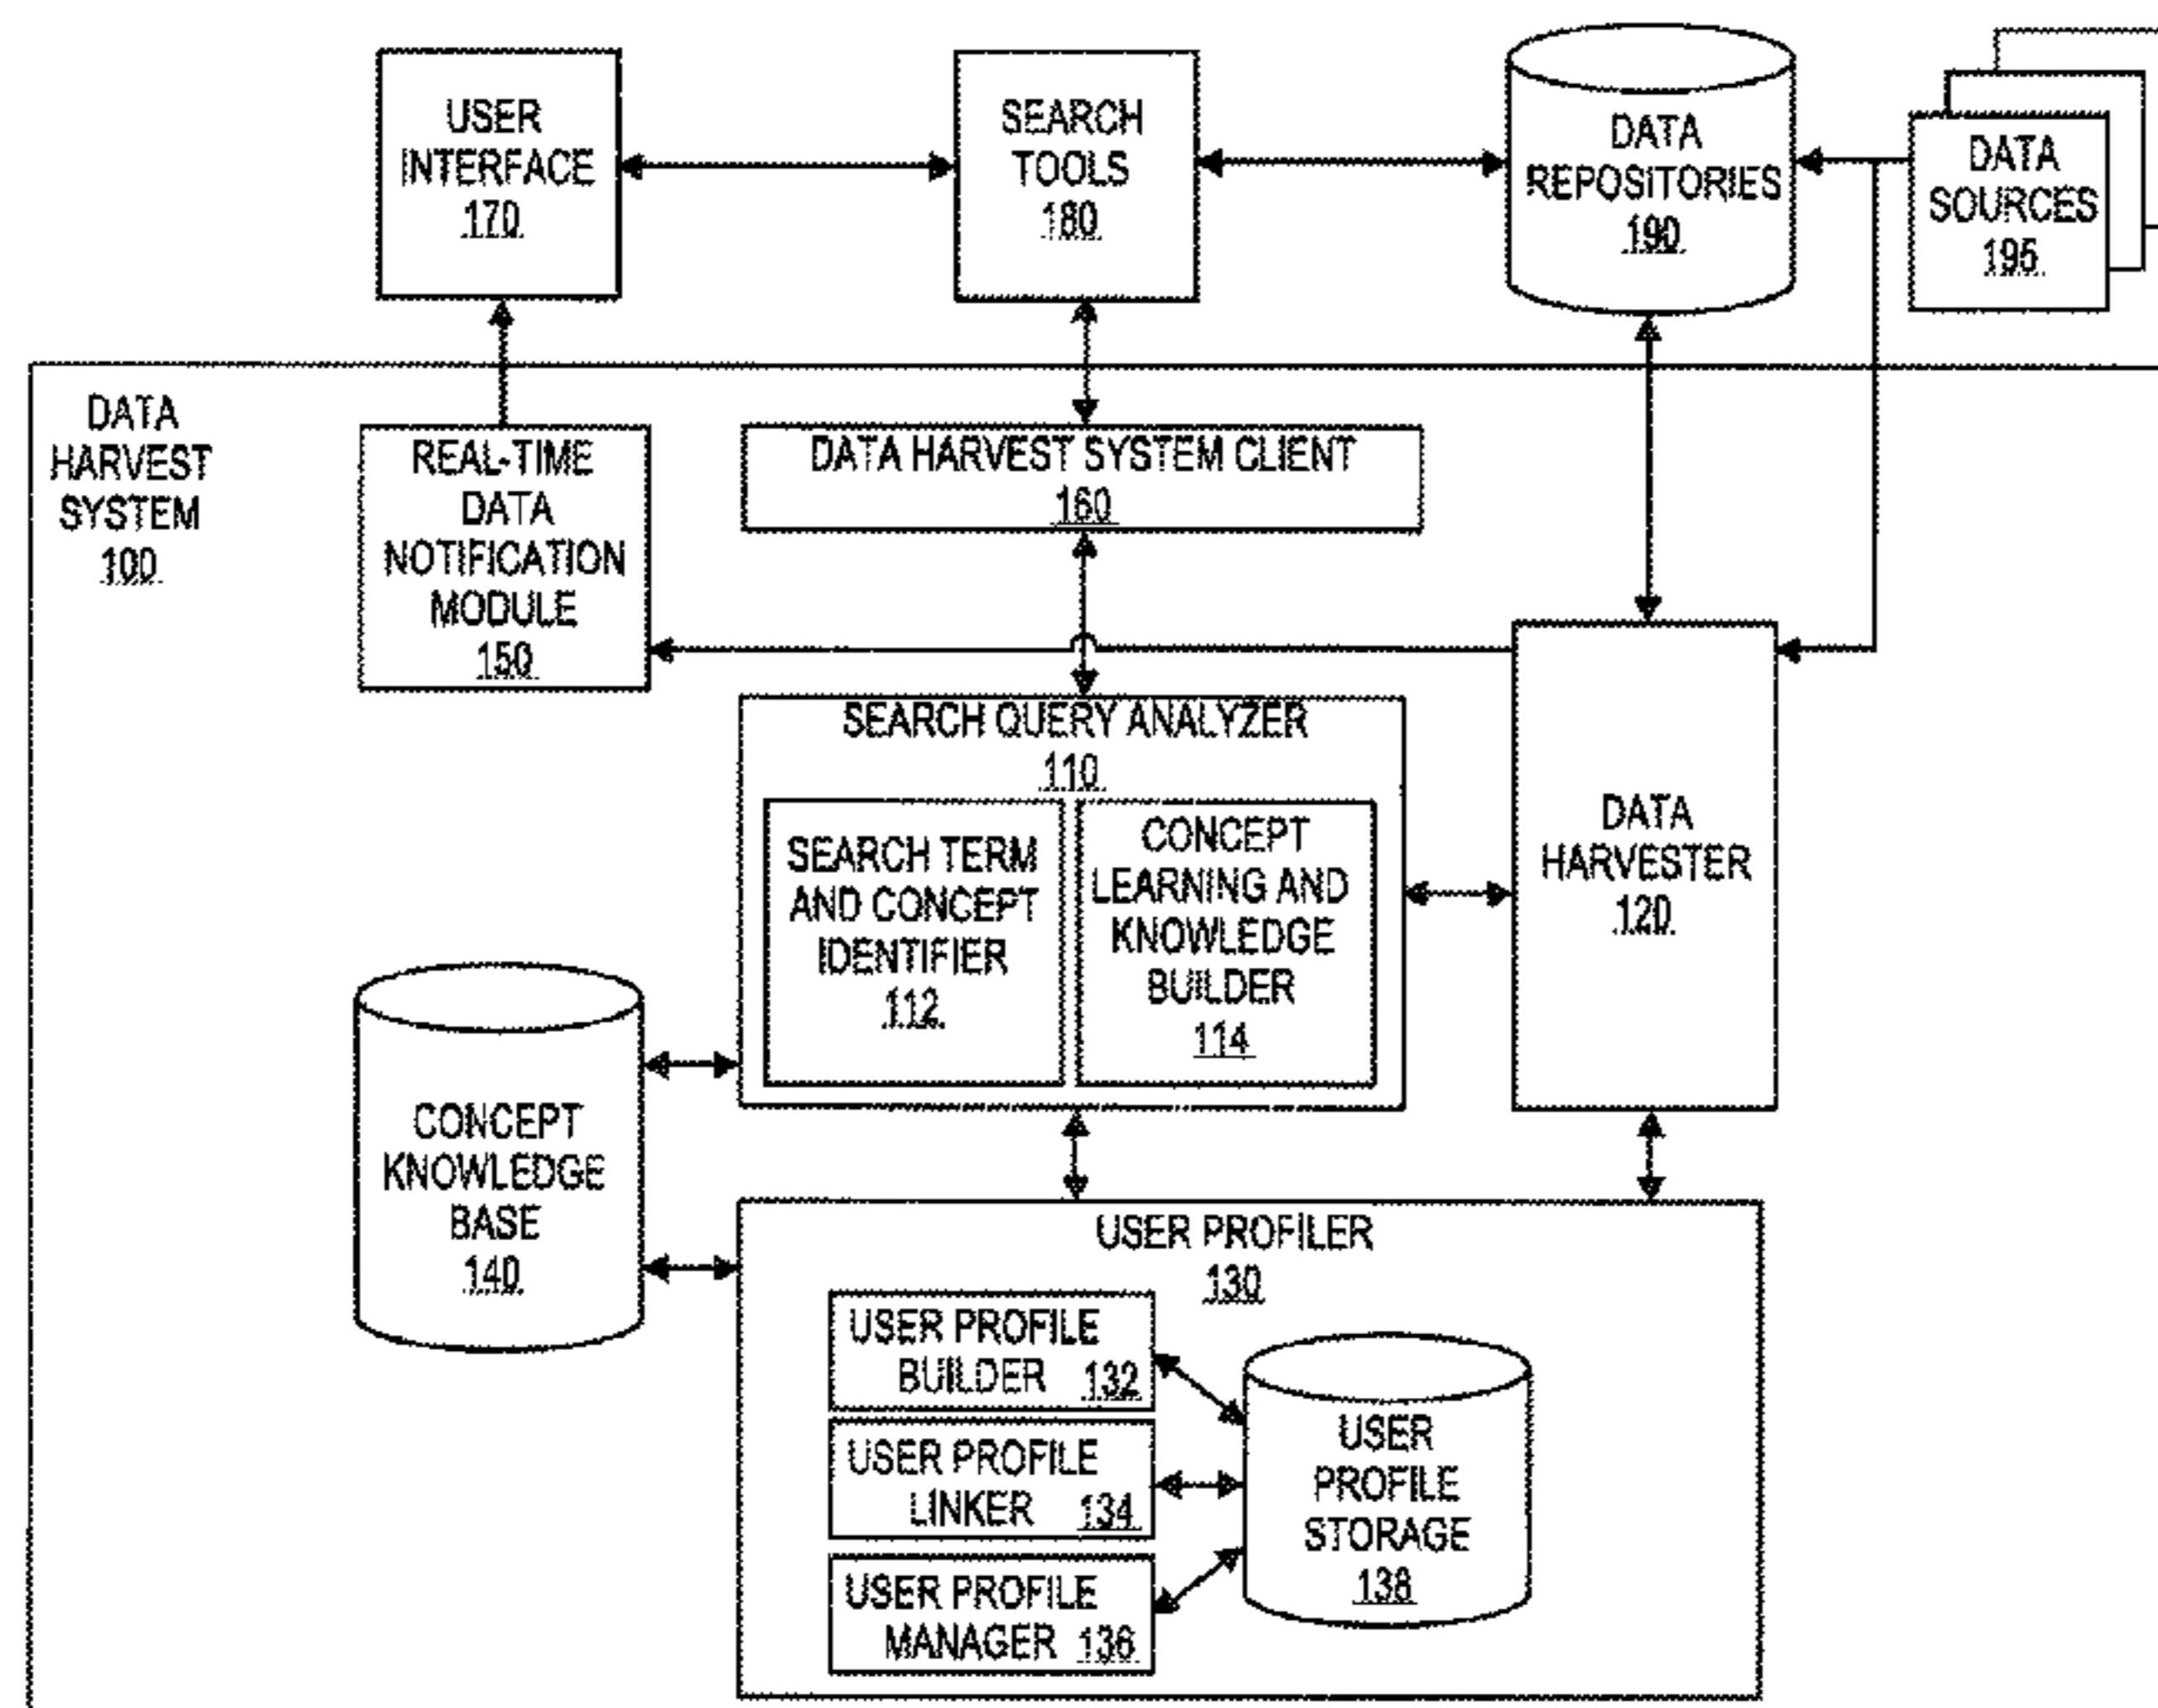 USER
INTERFACE
170
SEARCH
TOOLS
180
DATA
REPOSITORIES
190
DATA
SOURCES
195
DATA
HARVEST
SYSTEM
100
REAL-TIME
DATA
NOTIFICATION
MODULE
150
DATA HARVEST SYSTEM CLIENT
160
SEARCH QUERY ANALYZER
110
SEARCH TERM
AND CONCEPT
IDENTIFIER
112
CONCEPT
LEARNING AND
KNOWLEDGE
BUILDER
114
DATA
HARVESTER
120
CONCEPT
KNOWLEDGE
BASE
140
USER PROFILER
130
USER PROFILE
BUILDER 132
USER PROFILE
LINKER 134
USER PROFILE
MANAGER 136
USER
PROFILE
STORAGE
138